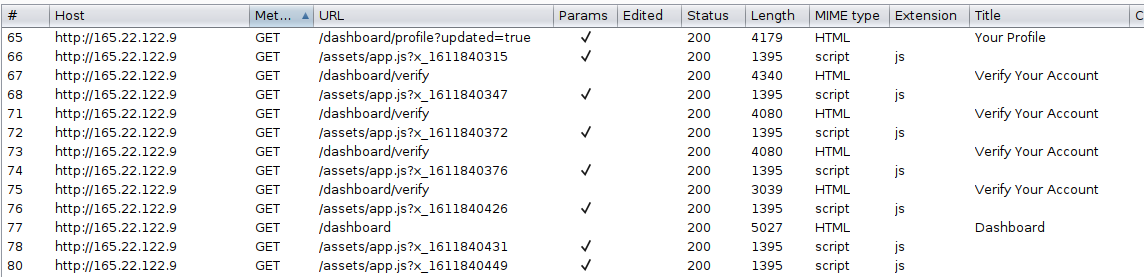 # Host Met... URL Params Edited Status Length MIME type Extension Title C
65 http://165.22.122.9 GET /dashboard/profile?updated=true ✓ 200 4179 HTML Your Profile
66 http://165.22.122.9 GET /assets/app.js?x_1611840315 ✓ 200 1395 script js
67 http://165.22.122.9 GET /dashboard/verify 200 4340 HTML Verify Your Account
68 http://165.22.122.9 GET /assets/app.js?x_1611840347 ✓ 200 1395 script js
71 http://165.22.122.9 GET /dashboard/verify 200 4080 HTML Verify Your Account
72 http://165.22.122.9 GET /assets/app.js?x_1611840372 ✓ 200 1395 script js
73 http://165.22.122.9 GET /dashboard/verify 200 4080 HTML Verify Your Account
74 http://165.22.122.9 GET /assets/app.js?x_1611840376 ✓ 200 1395 script js
75 http://165.22.122.9 GET /dashboard/verify 200 3039 HTML Verify Your Account
76 http://165.22.122.9 GET /assets/app.js?x_1611840426 ✓ 200 1395 script js
77 http://165.22.122.9 GET /dashboard 200 5027 HTML Dashboard
78 http://165.22.122.9 GET /assets/app.js?x_1611840431 ✓ 200 1395 script js
80 http://165.22.122.9 GET /assets/app.js?x_1611840449 ✓ 200 1395 script js